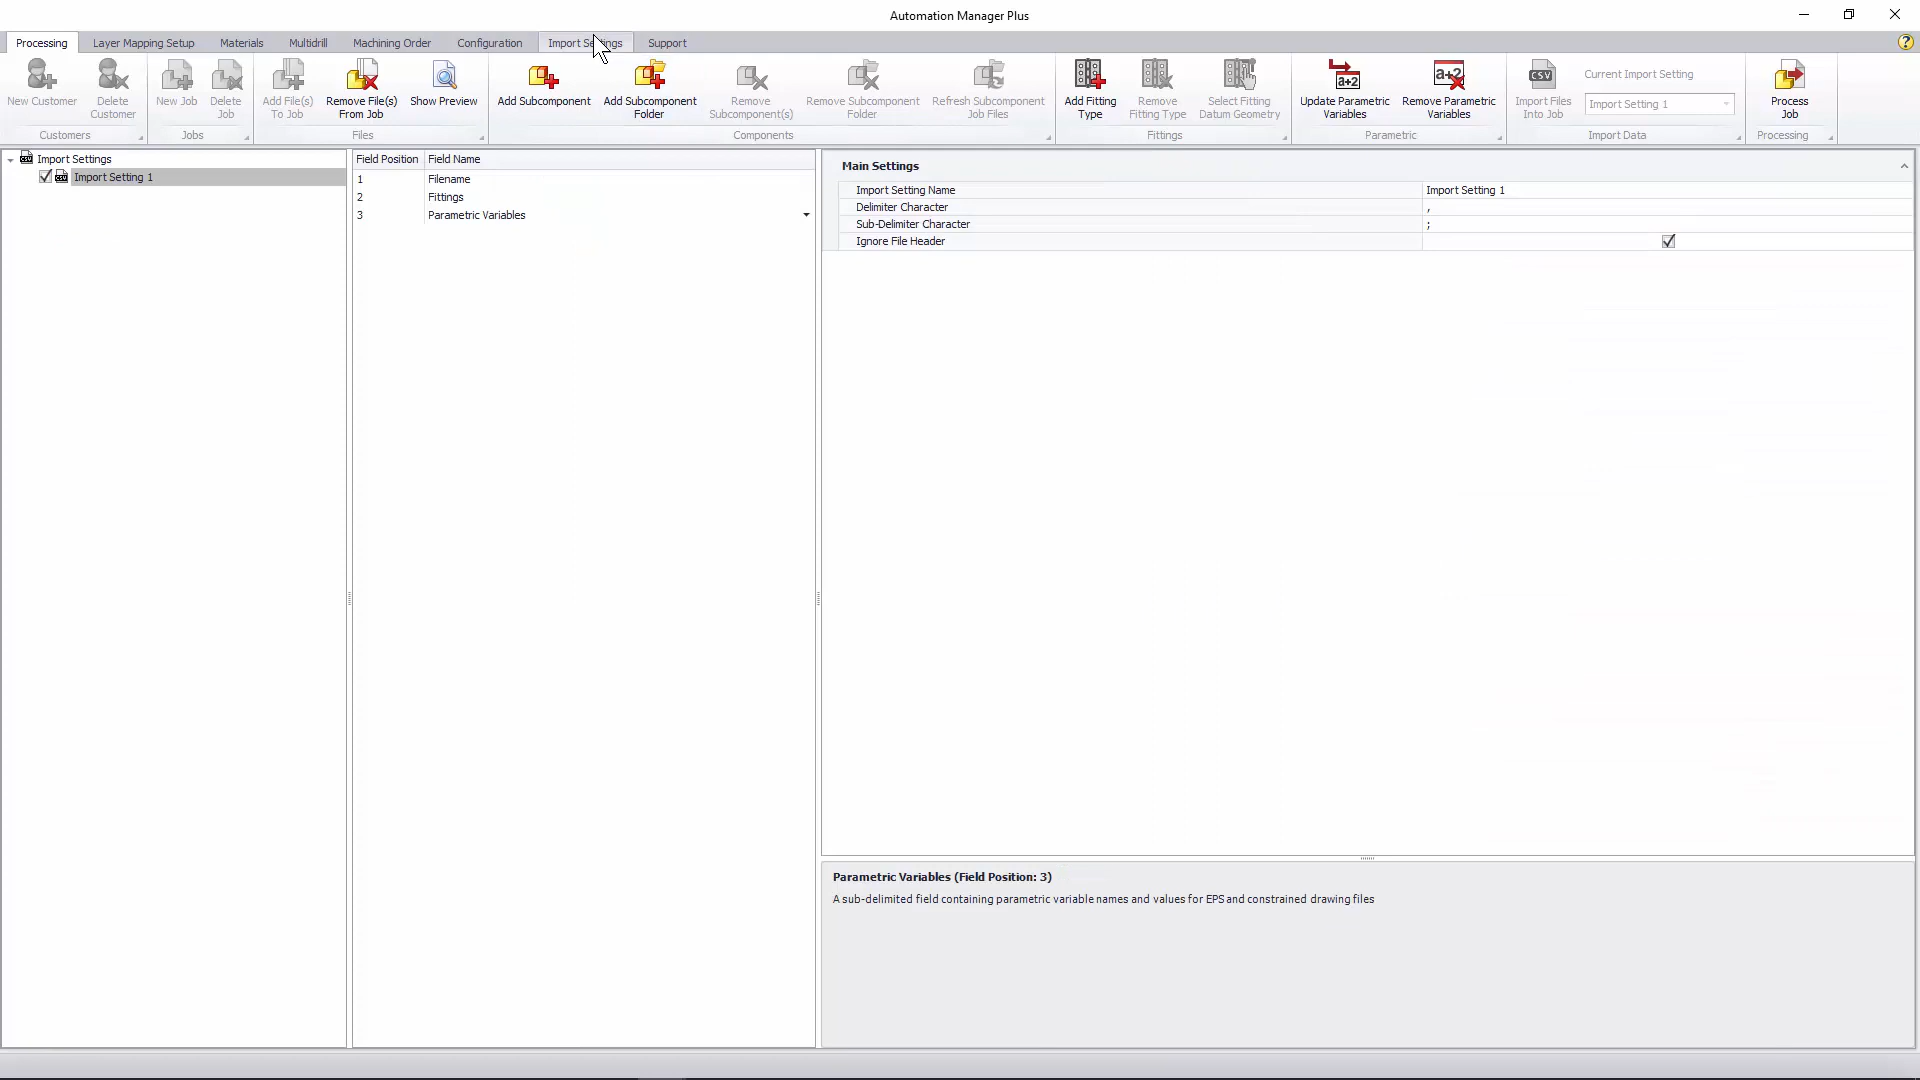 Automation Manager Plus
Processing Layer Mapping Setup Materials Multidrill Machining Order Configuration Import Settings Support
New Customer
Delete Customer
New Job
Delete Job
Add File(s) To Job
Remove File(s) From Job
Show Preview
Add Subcomponent
Add Subcomponent Folder
Remove Subcomponent(s)
Remove Subcomponent Folder
Refresh Subcomponent Job Files
Add Fitting Type
Remove Fitting Type
Select Fitting Datum Geometry
a+2
Update Parametric Variables
a+2
Remove Parametric Variables
CSV
Import Files Into Job
Current Import Setting
Import Setting 1
Process Job
Customers Jobs Files Components Fittings Parametric Import Data Processing
Import Settings
Import Setting 1
Field Position Field Name
1 Filename
2 Fittings
3 Parametric Variables
Main Settings
Import Setting Name Import Setting 1
Delimiter Character ,
Sub-Delimiter Character ;
Ignore File Header
Parametric Variables (Field Position: 3)
A sub-delimited field containing parametric variable names and values for EPS and constrained drawing files